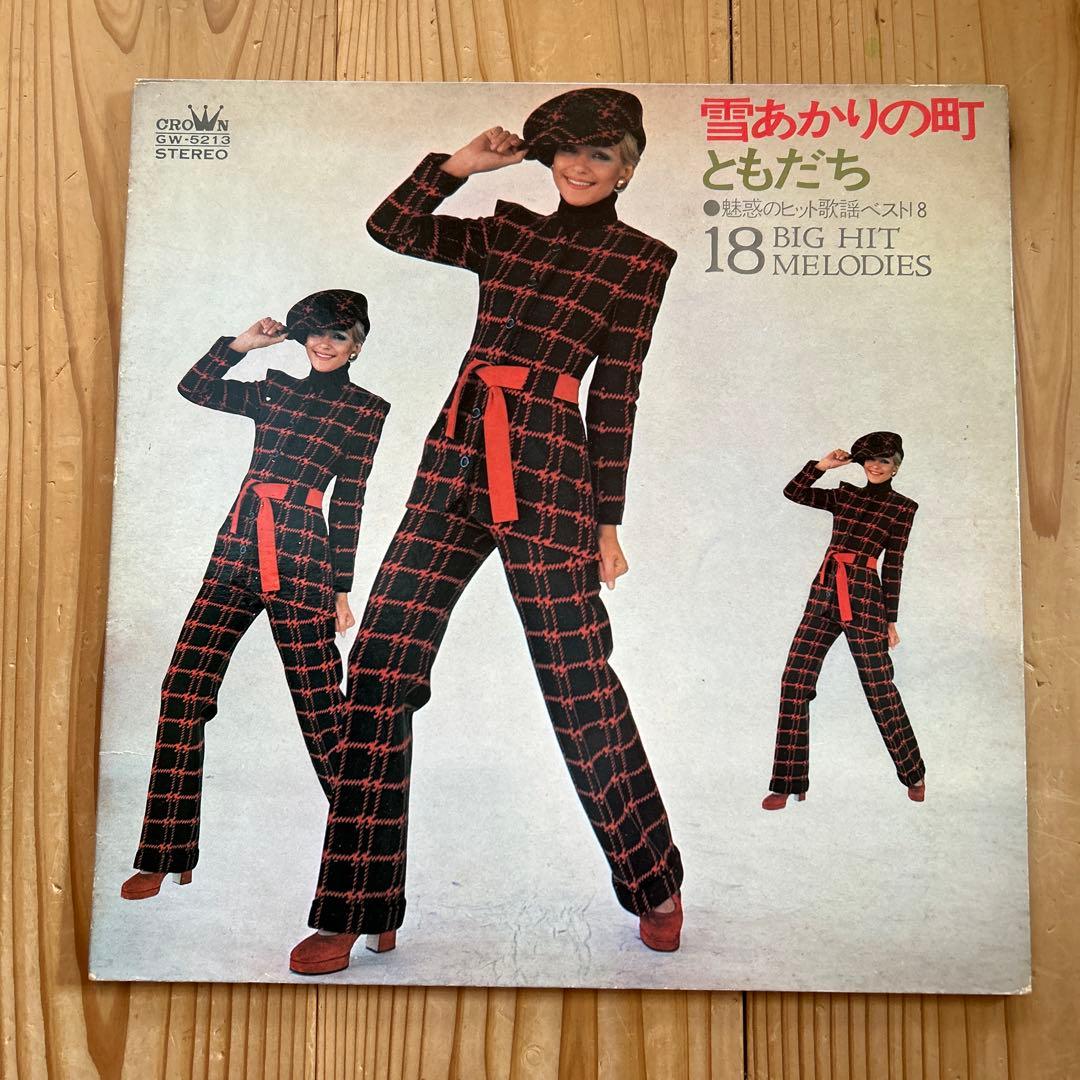 CROWN
GW-5213
STEREO
雪あかりの町
ともだち
●魅惑のヒット歌謡ベスト18
18 BIG HIT
MELODIES